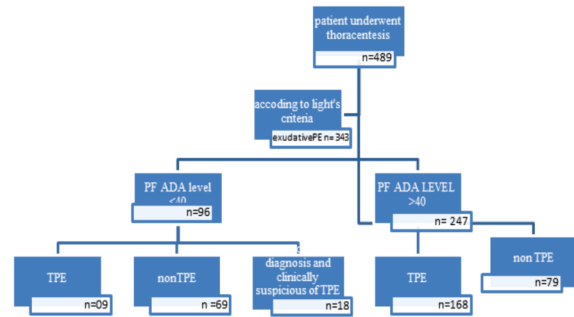 patient underwent
thoracentesis
n=489
accoding to light's
criteria
exudativePE n= 343
PF ADA level
<40
n=96
PF ADA LEVEL
>40
n= 247
TPE
n=09
nonTPE
n =69
diagnosis and
clinically
suspicious of TPE
n=18
TPE
n=168
non TPE
n=79